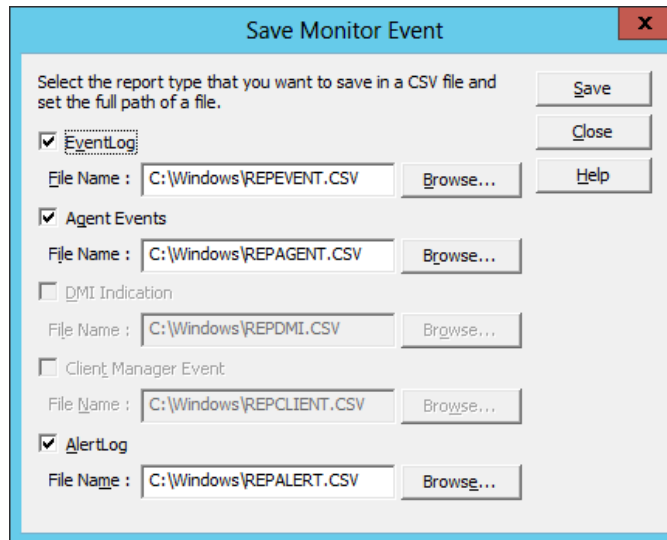 Save Monitor Event
x
Select the report type that you want to save in a CSV file and
set the full path of a file.
Save
Close
Help
EventLog
File Name : C:\Windows\REPEVENT.CSV Browse...
Agent Events
File Name : C:\Windows\REPAGENT.CSV Browse...
DMI Indication
File Name : C:\Windows\REPDMI.CSV Browse...
Client Manager Event
File Name : C:\Windows\REPCLIENT.CSV Browse...
AlertLog
File Name : C:\Windows\REPALERT.CSV Browse...